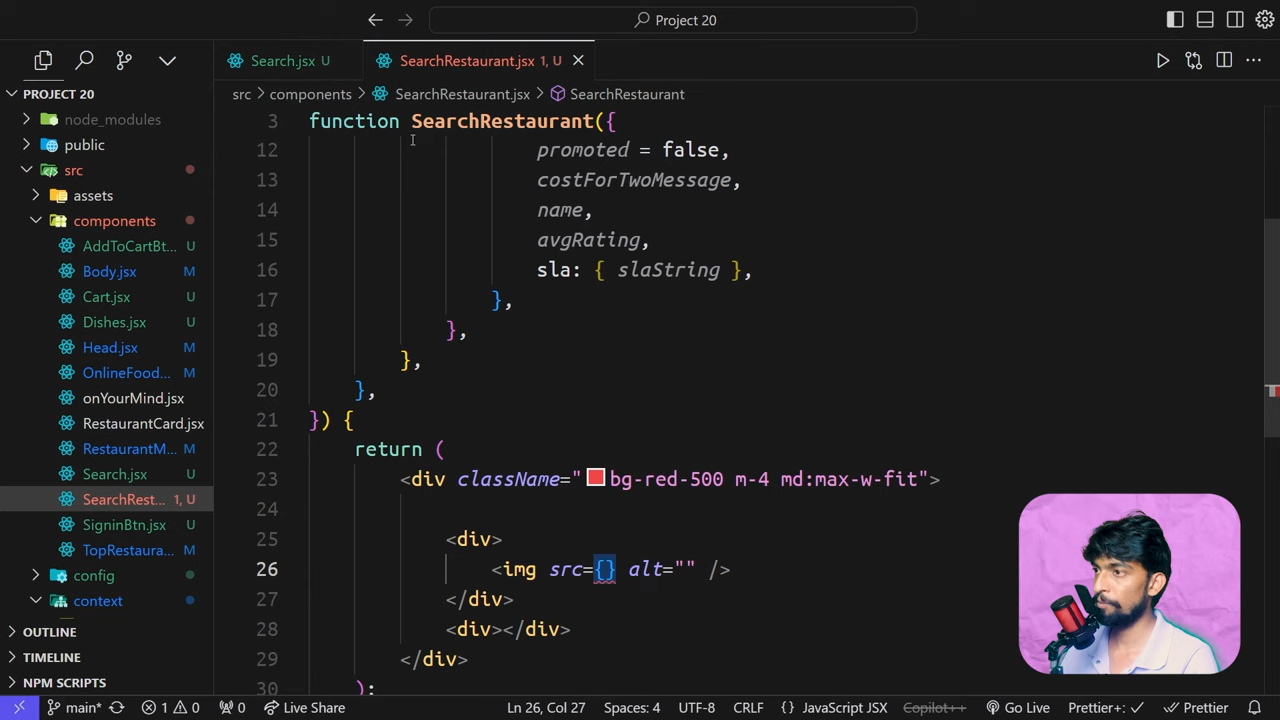 Project 20
Search.jsx U
SearchRestaurant.jsx 1, U
PROJECT 20
src > components > SearchRestaurant.jsx > SearchRestaurant
node_modules
public
src
assets
components
AddToCartBt... U
Body.jsx M
Cart.jsx U
Dishes.jsx U
Head.jsx M
OnlineFood... M
onYourMind.jsx
RestaurantCard.jsx
RestaurantM... M
Search.jsx U
SearchRest... 1, U
SigninBtn.jsx U
TopRestaura... M
config
context
OUTLINE
TIMELINE
NPM SCRIPTS
3 function SearchRestaurant({
12 promoted = false,
13 costForTwoMessage,
14 name,
15 avgRating,
16 sla: { slaString },
17 },
18 },
19 },
20 },
21 }) {
22 return (
23 <div className="bg-red-500 m-4 md:max-w-fit">
24
25 <div>
26 <img src={} alt="" />
27 </div>
28 <div></div>
29 </div>
30 );
main* 1 0 0 Live Share Ln 26, Col 27 Spaces: 4 UTF-8 CRLF {} JavaScript JSX Copilot++ Go Live Prettier+: ✓ Prettier